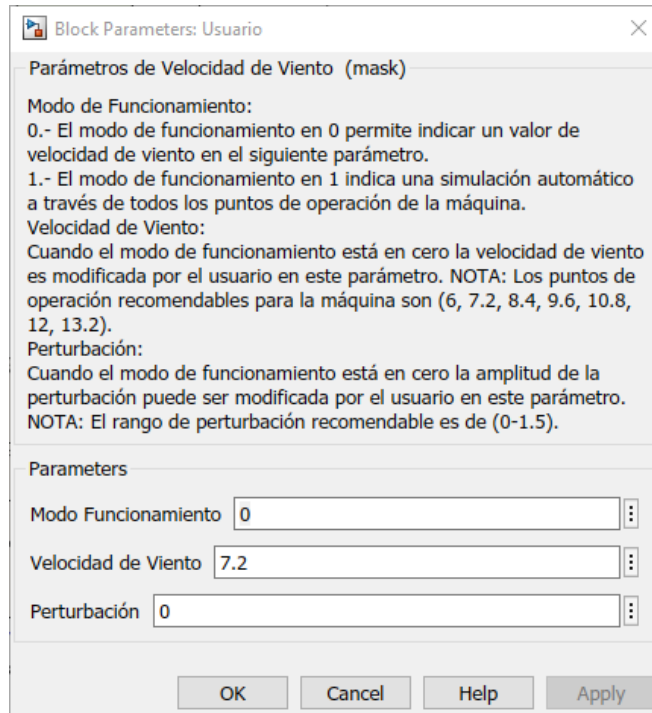 Block Parameters: Usuario
Parámetros de Velocidad de Viento (mask)
Modo de Funcionamiento:
0.- El modo de funcionamiento en 0 permite indicar un valor de
velocidad de viento en el siguiente parámetro.
1.- El modo de funcionamiento en 1 indica una simulación automático
a través de todos los puntos de operación de la máquina.
Velocidad de Viento:
Cuando el modo de funcionamiento está en cero la velocidad de viento
es modificada por el usuario en este parámetro. NOTA: Los puntos de
operación recomendables para la máquina son (6, 7.2, 8.4, 9.6, 10.8,
12, 13.2).
Perturbación:
Cuando el modo de funcionamiento está en cero la amplitud de la
perturbación puede ser modificada por el usuario en este parámetro.
NOTA: El rango de perturbación recomendable es de (0-1.5).
Parameters
Modo Funcionamiento 0
Velocidad de Viento 7.2
Perturbación 0
OK Cancel Help Apply